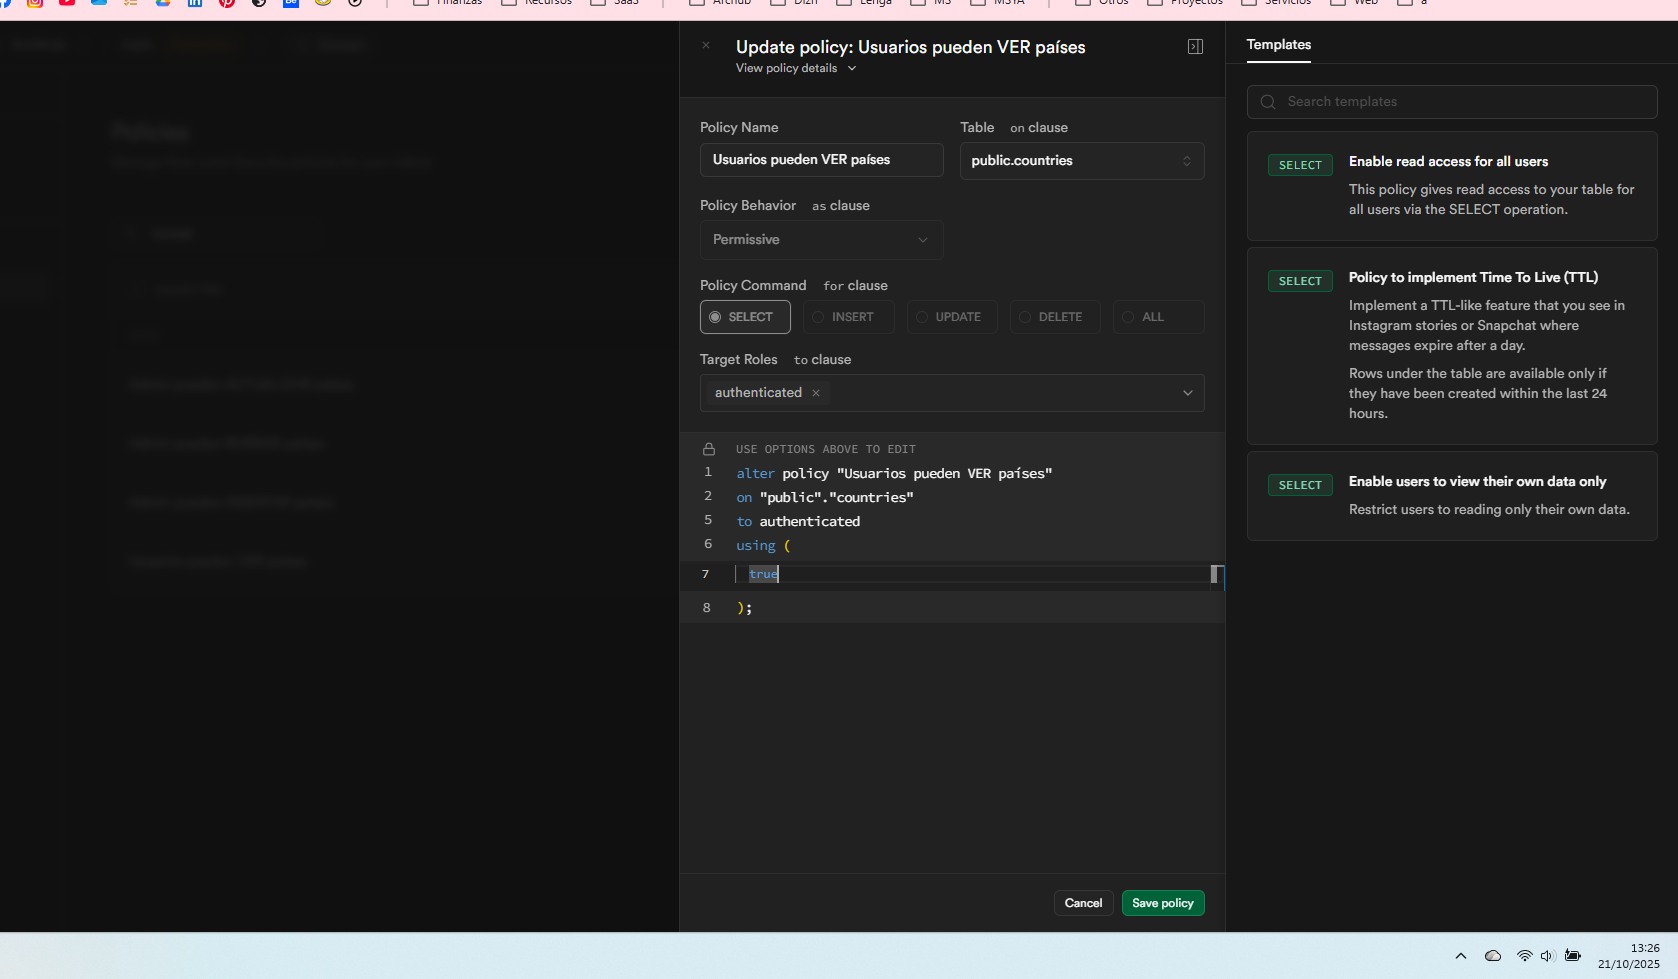 Finanzas
Recursos
SaaS
Archub
Dizn
Lenga
MS
MSYA
Otros
Proyectos
Servicios
Web
a
Update policy: Usuarios pueden VER países
View policy details
Policy Name
Table on clause
Usuarios pueden VER países
public.countries
Policy Behavior as clause
Permissive
Policy Command for clause
SELECT
INSERT
UPDATE
DELETE
ALL
Target Roles to clause
authenticated
USE OPTIONS ABOVE TO EDIT
1 alter policy "Usuarios pueden VER países"
2 on "public"."countries"
5 to authenticated
6 using (
7 true
8 );
Cancel
Save policy
Templates
Search templates
SELECT
Enable read access for all users
This policy gives read access to your table for
all users via the SELECT operation.
SELECT
Policy to implement Time To Live (TTL)
Implement a TTL-like feature that you see in
Instagram stories or Snapchat where
messages expire after a day.
Rows under the table are available only if
they have been created within the last 24
hours.
SELECT
Enable users to view their own data only
Restrict users to reading only their own data.
13:26
21/10/2025